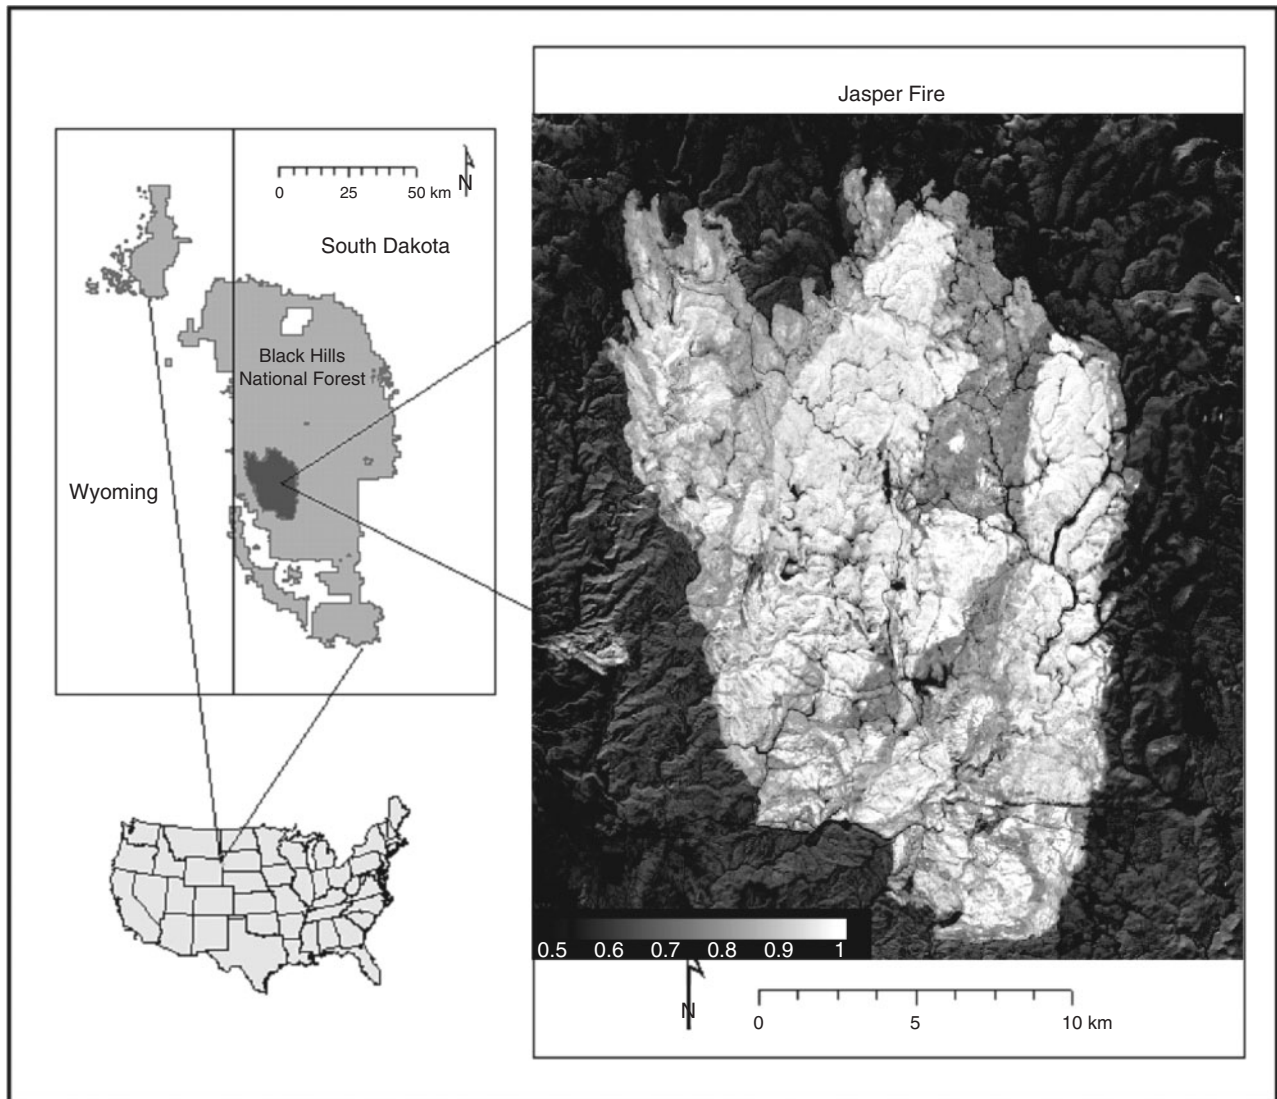 Jasper Fire
0 25 50 km
N
South Dakota
Black Hills
National Forest
Wyoming
0.5 0.6 0.7 0.8 0.9 1
N
0 5 10 km